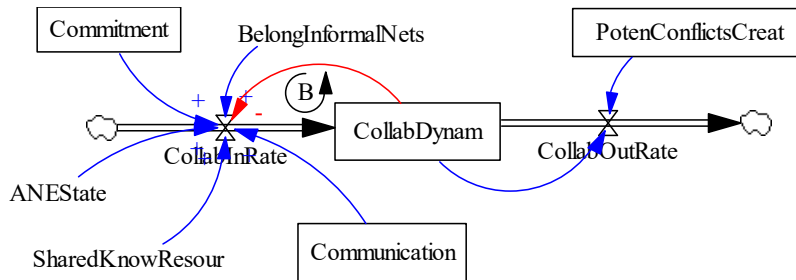 Commitment
BelongInformalNets
PotenConflictsCreat
+
+
-
B
CollabDynam
CollabInRate
CollabOutRate
+
+
+
ANEState
SharedKnowResour
Communication